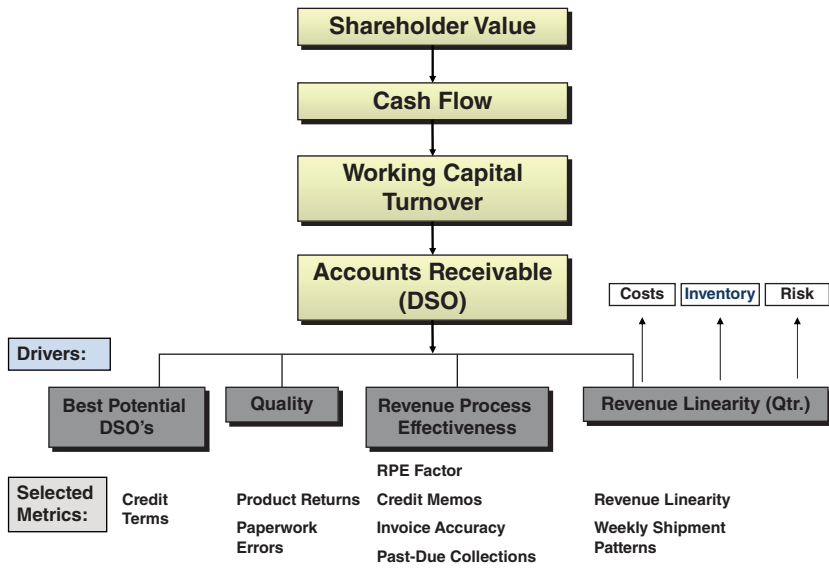 Shareholder Value
Cash Flow
Working Capital
Turnover
Accounts Receivable
(DSO)
Costs
Inventory
Risk
Drivers:
Best Potential
DSO's
Quality
Revenue Process
Effectiveness
Revenue Linearity (Qtr.)
Selected
Metrics:
Credit
Terms
Product Returns
Paperwork
Errors
RPE Factor
Credit Memos
Invoice Accuracy
Past-Due Collections
Revenue Linearity
Weekly Shipment
Patterns